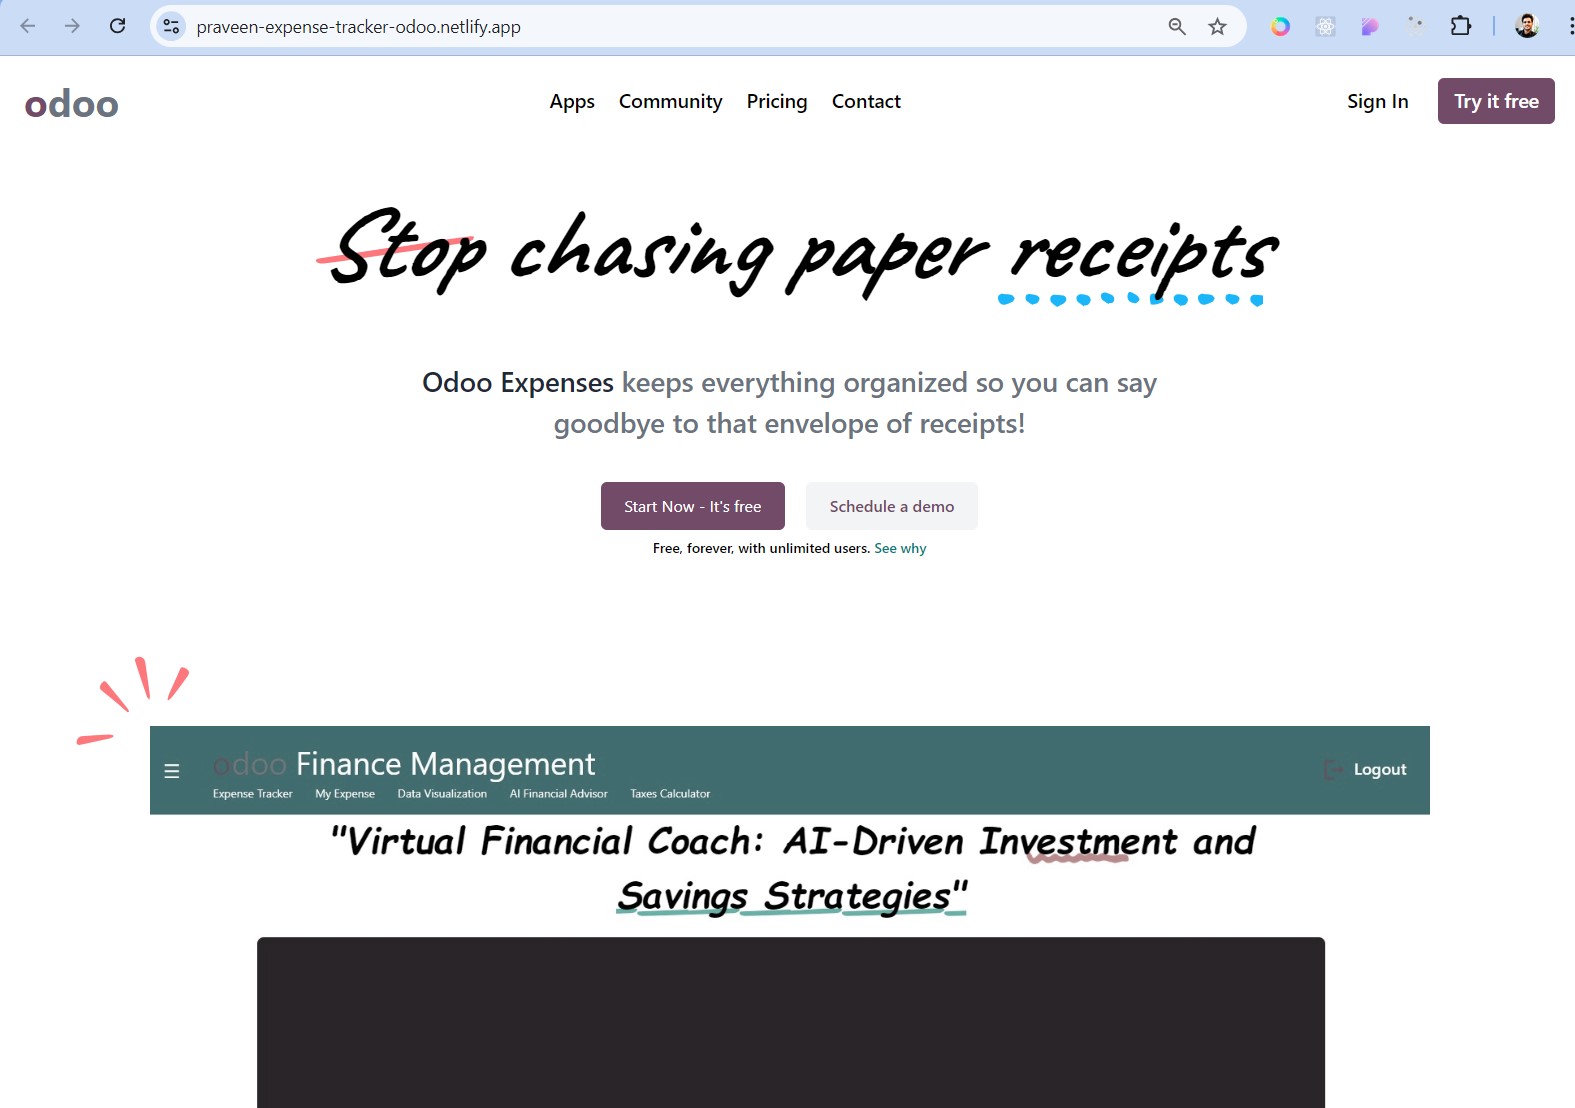 praveen-expense-tracker-odoo.netlify.app
odoo
Apps Community Pricing Contact
Sign In
Try it free
Stop chasing paper receipts
Odoo Expenses keeps everything organized so you can say
goodbye to that envelope of receipts!
Start Now - It's free
Schedule a demo
Free, forever, with unlimited users. See why
odoo Finance Management
Logout
Expense Tracker My Expense Data Visualization AI Financial Advisor Taxes Calculator
"Virtual Financial Coach: AI-Driven Investment and
Savings Strategies"